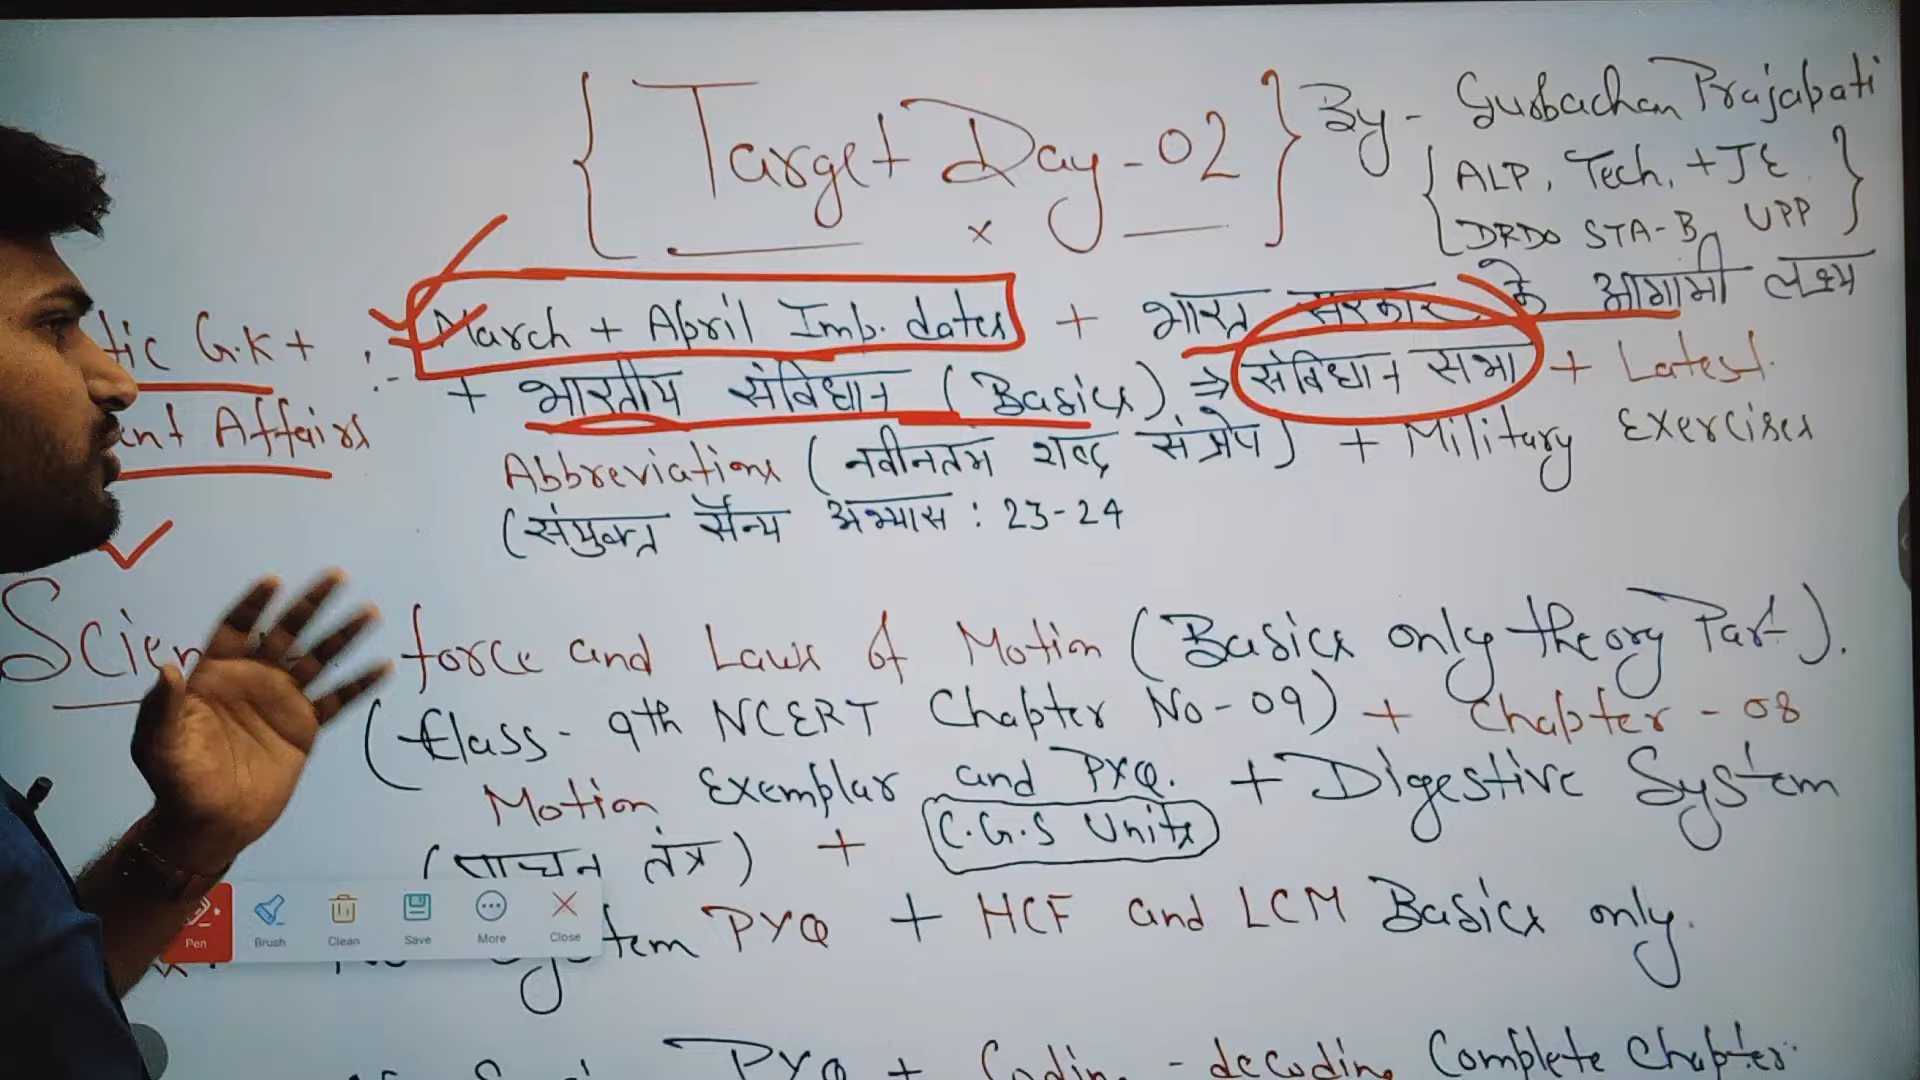 { Target Day-02 } By - Gurbachan Prajapati
{ ALP, Tech, + JE
DRDO STA-B, UPP }
tic G.K + :- March + April Imp. dates + भारत सरकार के आगामी लक्ष्य
ent Affairs + भारतीय संविधान (Basics) ⇒ संविधान सभा + Latest
Abbreviations (नवीनतम शब्द संक्षेप) + Military Exercises
(संयुक्त सैन्य अभ्यास : 23-24
Scien force and Laws of Motion (Basics only theory Part).
(Class- 9th NCERT Chapter No-09) + Chapter-08
Motion Exemplar and PYQ. + Digestive System
(पाचन तंत्र) + C.G.S Units
tem PYQ + HCF and LCM Basics only.
PYQ + Coding-decoding Complete Chapter
Pen Brush Clean Save More Close